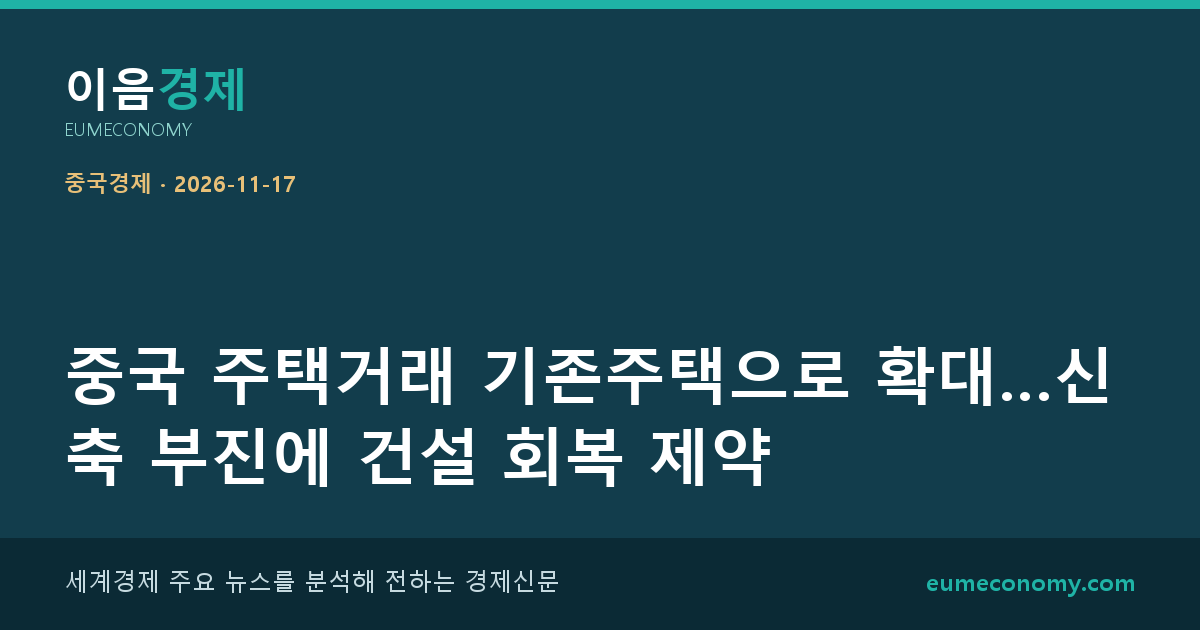 이음경제
EUMECONOMY
중국경제 · 2026-11-17
중국 주택거래 기존주택으로 확대…신
축 부진에 건설 회복 제약
세계경제 주요 뉴스를 분석해 전하는 경제신문
eumeconomy.com